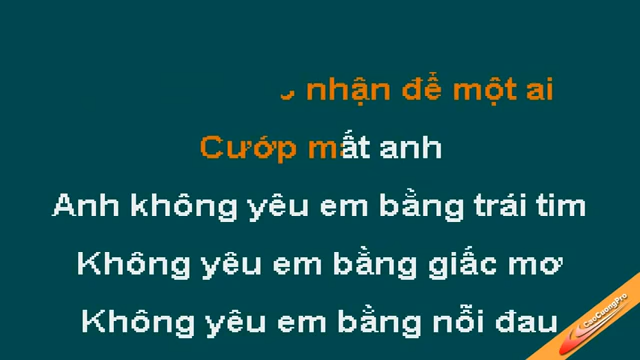 nhận để một ai
Cướp mất anh
Anh không yêu em bằng trái tim
Không yêu em bằng giấc mơ
Không yêu em bằng nỗi đau
CaoCuongPro